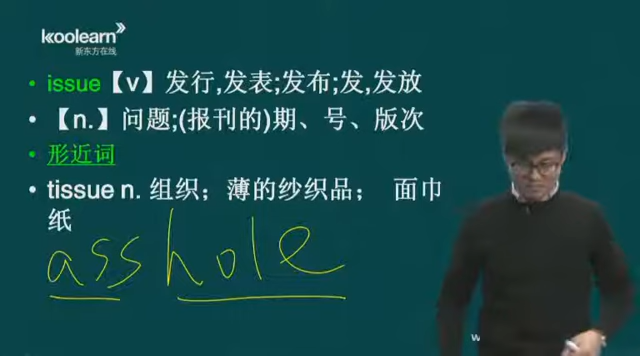 koolearn
新东方在线
• issue【v】发行,发表;发布;发,发放
• 【n.】问题;(报刊的)期、号、版次
• 形近词
• tissue n. 组织；薄的纱织品； 面巾
纸
asshole
w